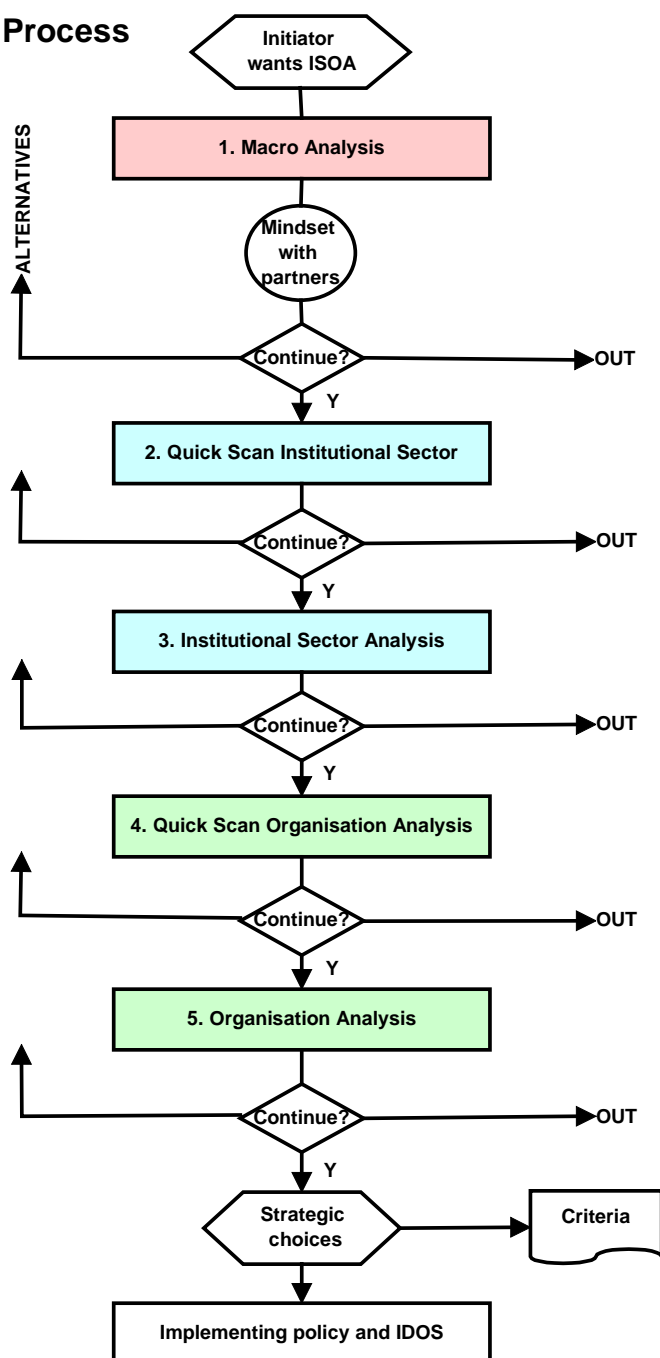 Process
Initiator
wants ISOA
ALTERNATIVES
1. Macro Analysis
Mindset
with
partners
Continue?
OUT
Y
2. Quick Scan Institutional Sector
Continue?
OUT
Y
3. Institutional Sector Analysis
Continue?
OUT
Y
4. Quick Scan Organisation Analysis
Continue?
OUT
Y
5. Organisation Analysis
Continue?
OUT
Y
Strategic
choices
Criteria
Implementing policy and IDOS